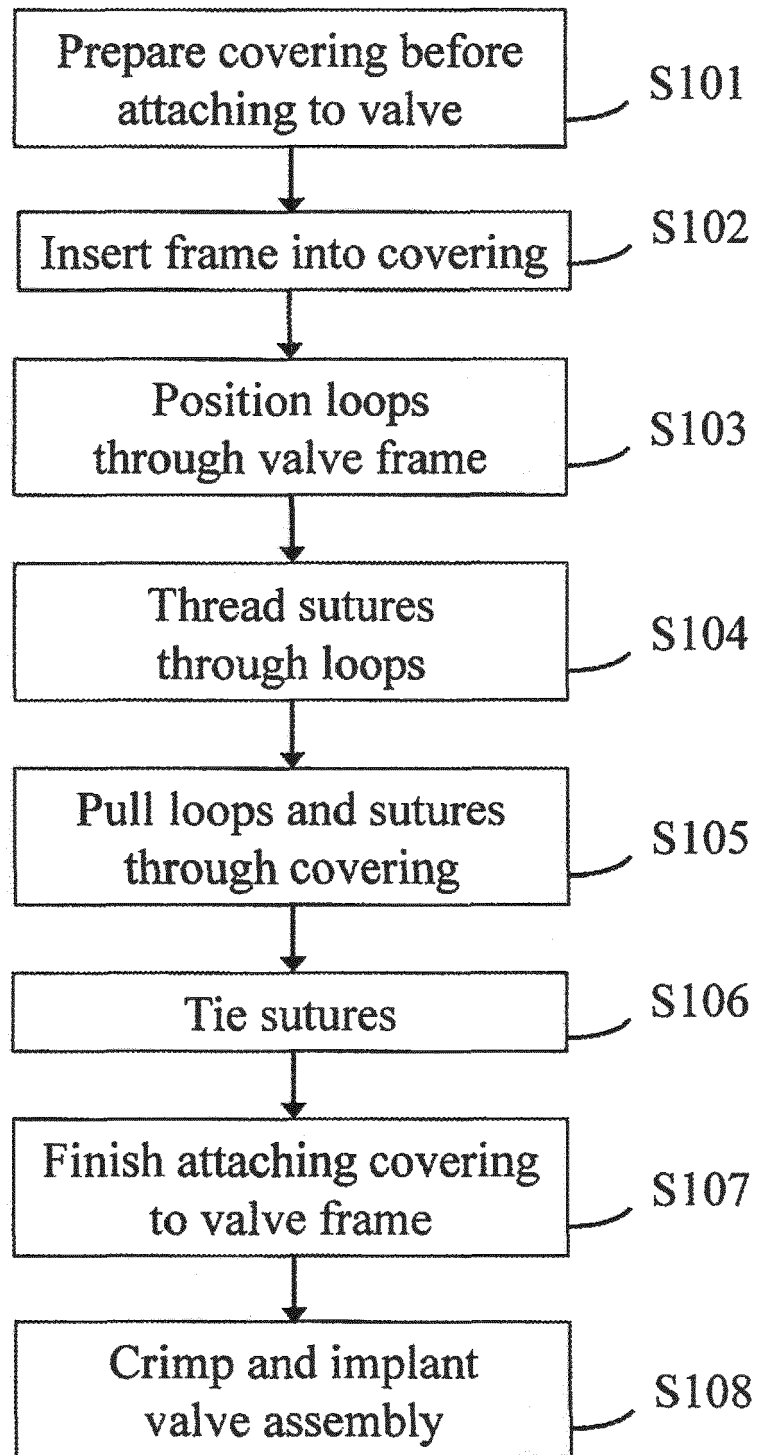 Prepare covering before
attaching to valve
S101
Insert frame into covering
S102
Position loops
through valve frame
S103
Thread sutures
through loops
S104
Pull loops and sutures
through covering
S105
Tie sutures
S106
Finish attaching covering
to valve frame
S107
Crimp and implant
valve assembly
S108